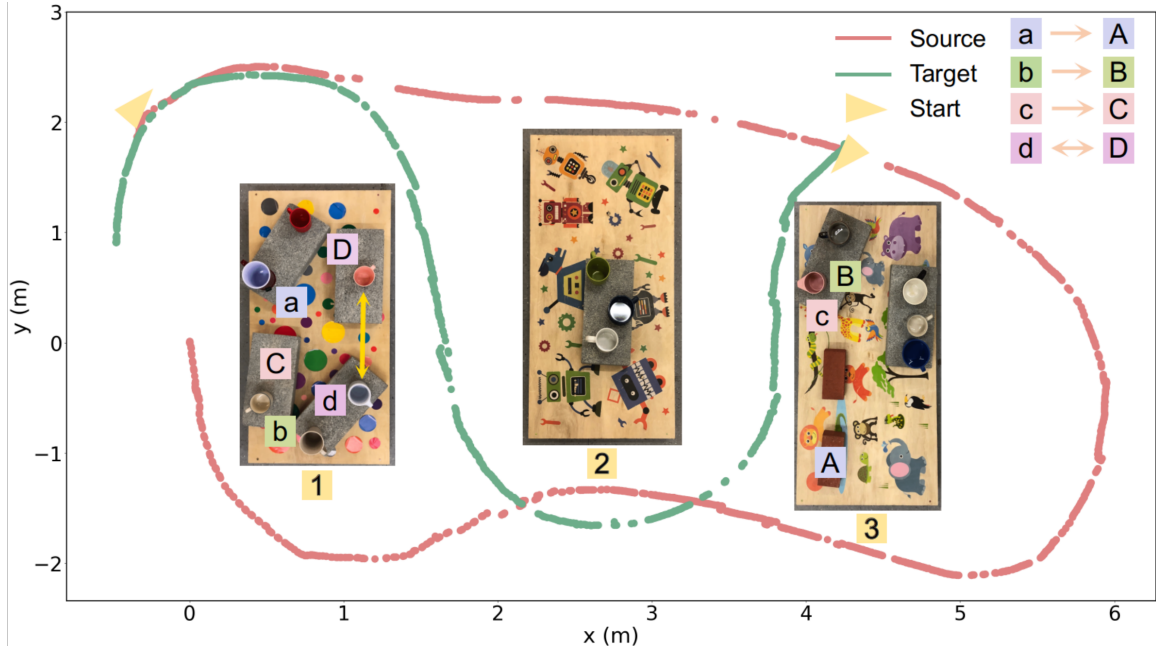 3
2
1
0
−1
−2
y (m)
0
1
2
3
4
5
6
x (m)
Source
Target
Start
a → A
b → B
c → C
d ↔ D
D
a
C
d
b
1
2
B
c
A
3